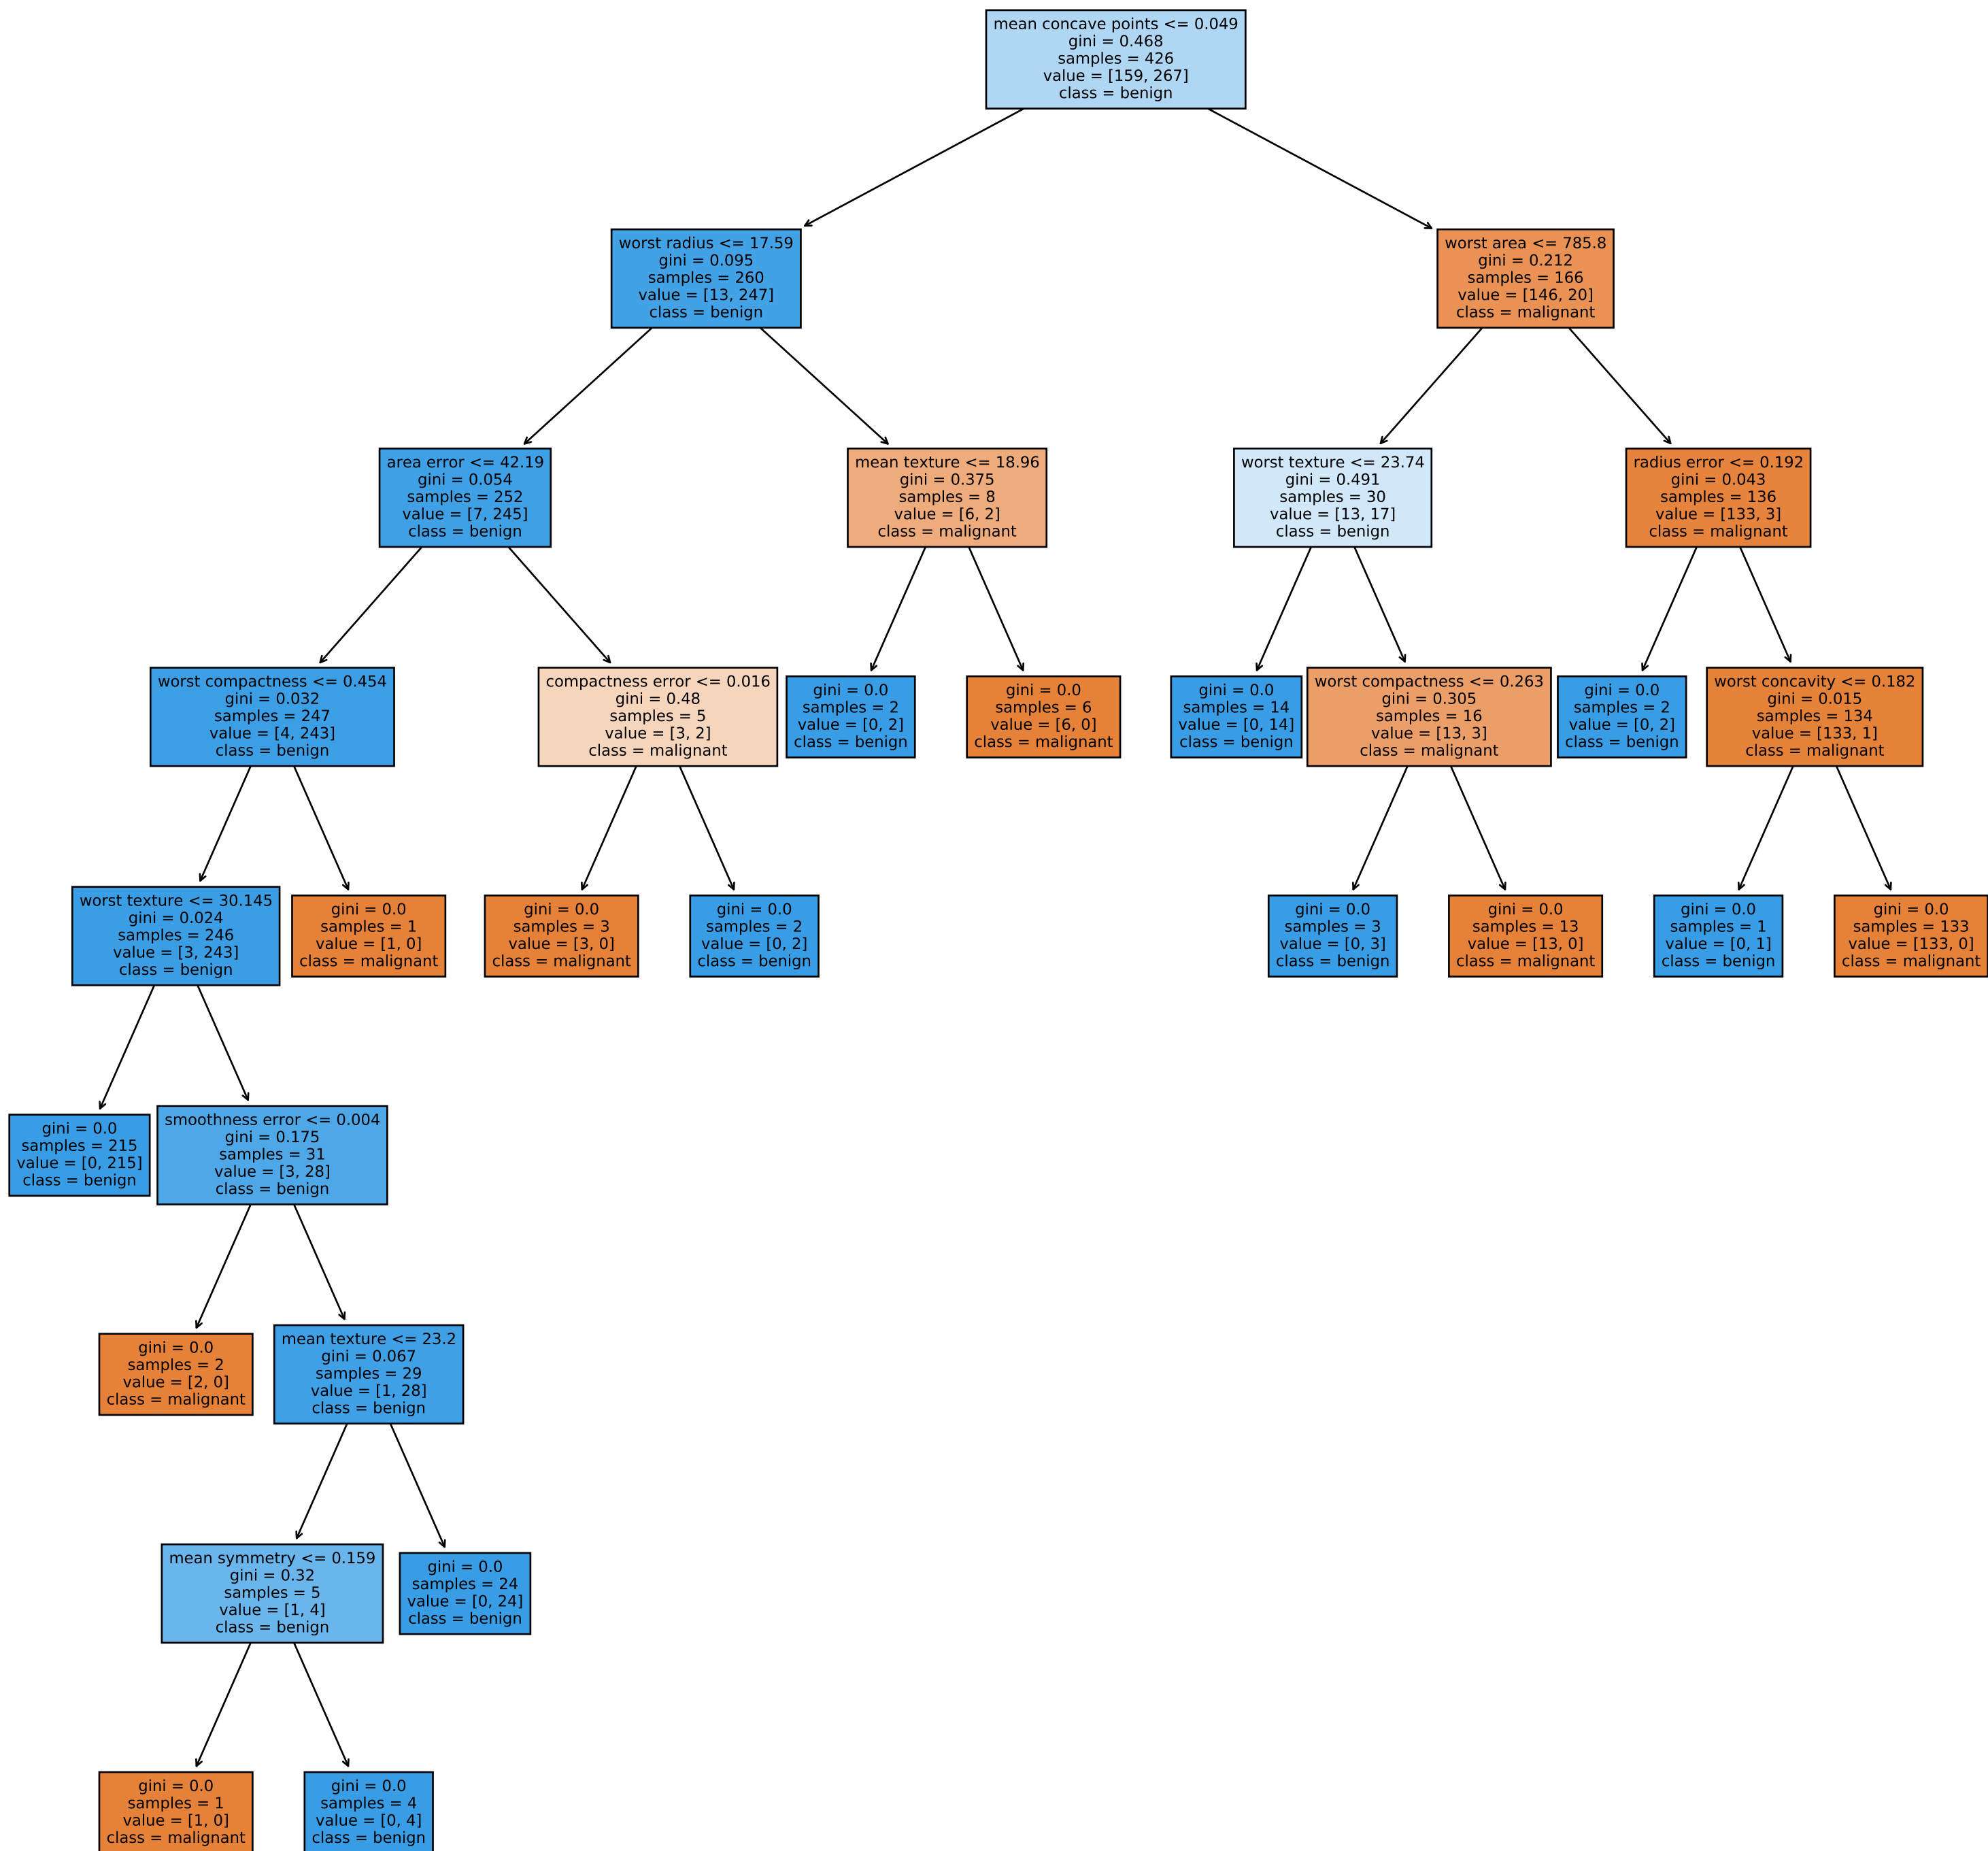 mean concave points <= 0.049
gini = 0.468
samples = 426
value = [159, 267]
class = benign
worst radius <= 17.59
gini = 0.095
samples = 260
value = [13, 247]
class = benign
worst area <= 785.8
gini = 0.212
samples = 166
value = [146, 20]
class = malignant
area error <= 42.19
gini = 0.054
samples = 252
value = [7, 245]
class = benign
mean texture <= 18.96
gini = 0.375
samples = 8
value = [6, 2]
class = malignant
worst texture <= 23.74
gini = 0.491
samples = 30
value = [13, 17]
class = benign
radius error <= 0.192
gini = 0.043
samples = 136
value = [133, 3]
class = malignant
worst compactness <= 0.454
gini = 0.032
samples = 247
value = [4, 243]
class = benign
compactness error <= 0.016
gini = 0.48
samples = 5
value = [3, 2]
class = malignant
gini = 0.0
samples = 2
value = [0, 2]
class = benign
gini = 0.0
samples = 6
value = [6, 0]
class = malignant
gini = 0.0
samples = 14
value = [0, 14]
class = benign
worst compactness <= 0.263
gini = 0.305
samples = 16
value = [13, 3]
class = malignant
gini = 0.0
samples = 2
value = [0, 2]
class = benign
worst concavity <= 0.182
gini = 0.015
samples = 134
value = [133, 1]
class = malignant
worst texture <= 30.145
gini = 0.024
samples = 246
value = [3, 243]
class = benign
gini = 0.0
samples = 1
value = [1, 0]
class = malignant
gini = 0.0
samples = 3
value = [3, 0]
class = malignant
gini = 0.0
samples = 2
value = [0, 2]
class = benign
gini = 0.0
samples = 3
value = [0, 3]
class = benign
gini = 0.0
samples = 13
value = [13, 0]
class = malignant
gini = 0.0
samples = 1
value = [0, 1]
class = benign
gini = 0.0
samples = 133
value = [133, 0]
class = malignant
gini = 0.0
samples = 215
value = [0, 215]
class = benign
smoothness error <= 0.004
gini = 0.175
samples = 31
value = [3, 28]
class = benign
gini = 0.0
samples = 2
value = [2, 0]
class = malignant
mean texture <= 23.2
gini = 0.067
samples = 29
value = [1, 28]
class = benign
mean symmetry <= 0.159
gini = 0.32
samples = 5
value = [1, 4]
class = benign
gini = 0.0
samples = 24
value = [0, 24]
class = benign
gini = 0.0
samples = 1
value = [1, 0]
class = malignant
gini = 0.0
samples = 4
value = [0, 4]
class = benign